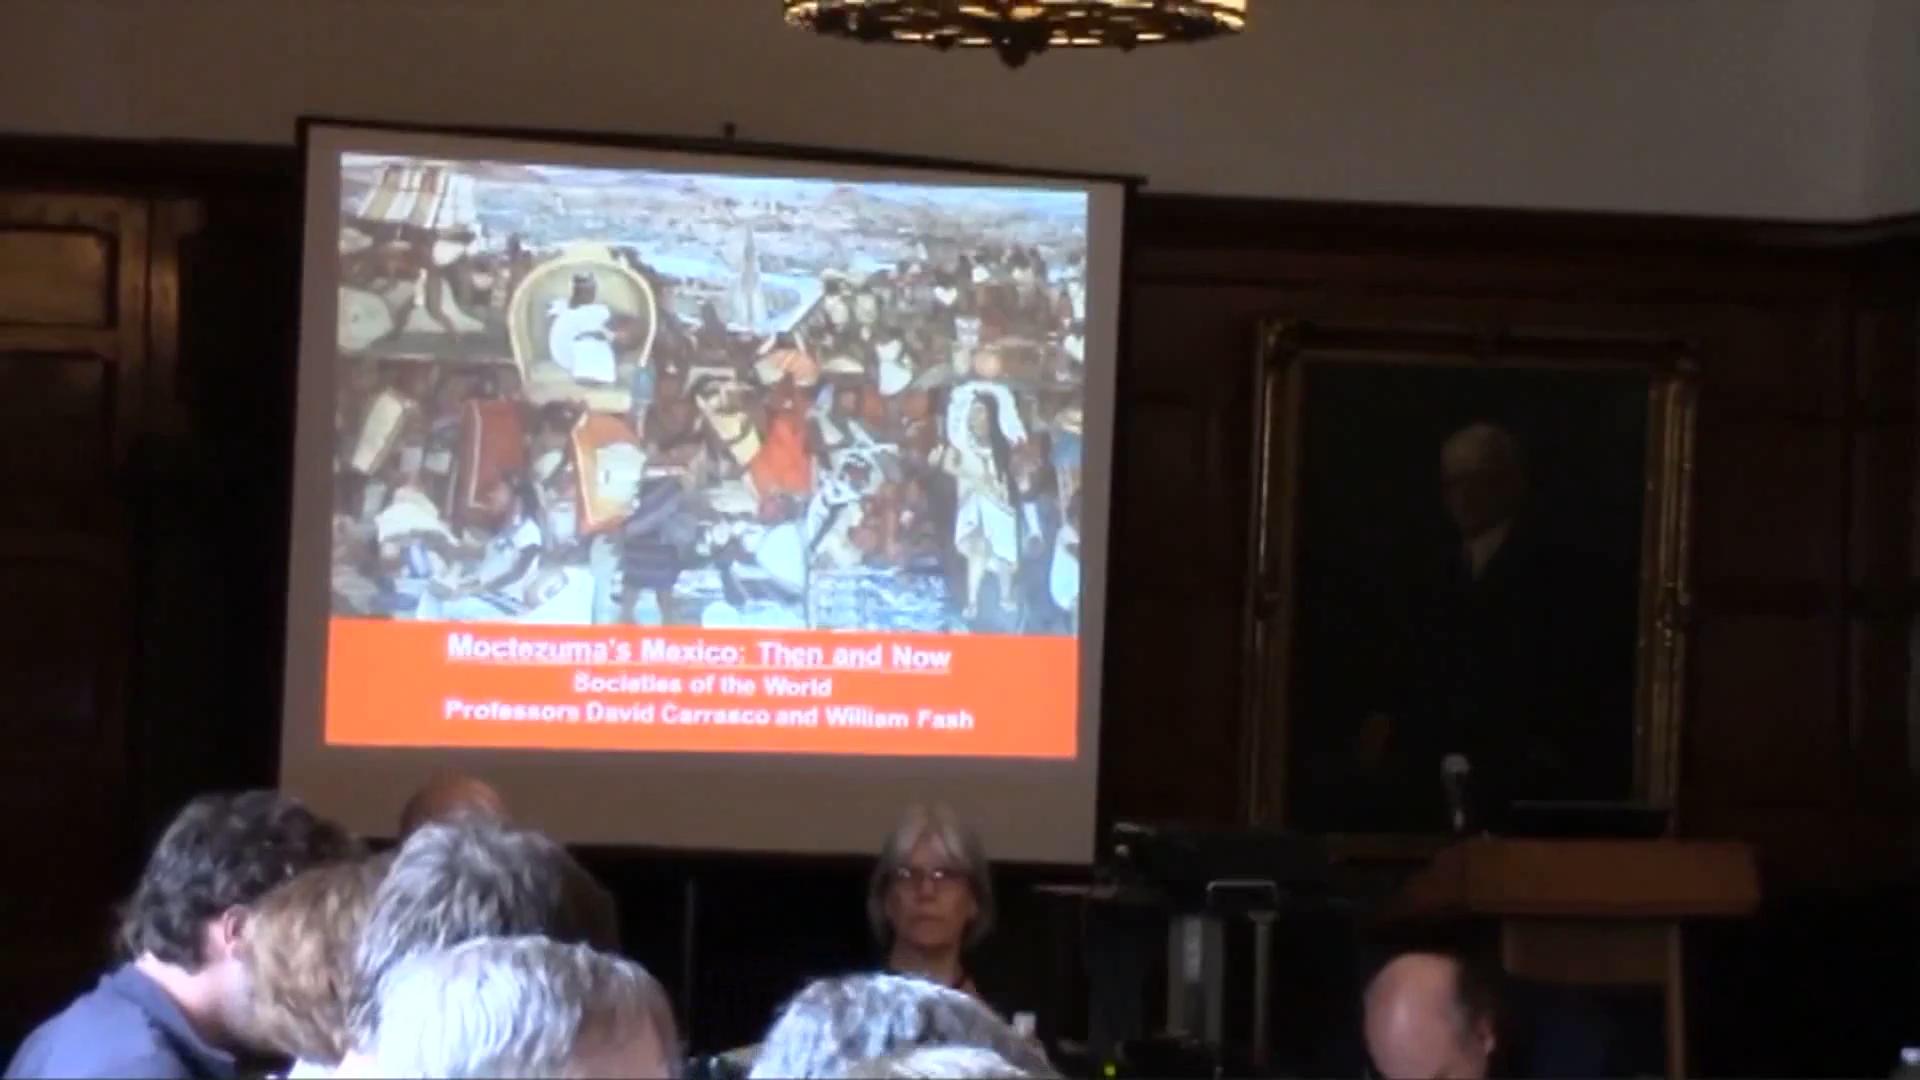 Moctezuma's Mexico: Then and Now
Societies of the World
Professors David Carrasco and William Fash